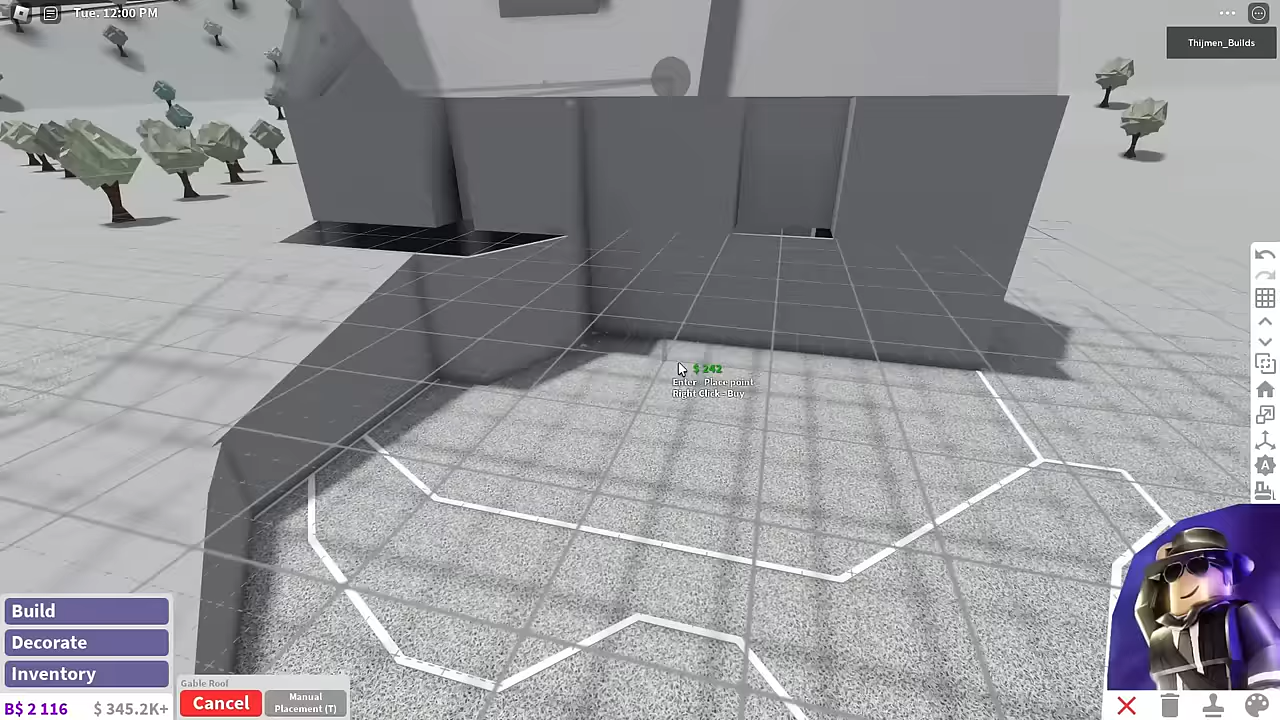 Tue. 12:00 PM
Thijmen_Builds
$ 242
Enter - Place point
Right Click - Buy
Build
Decorate
Inventory
Gable Roof
Cancel
Manual
Placement (T)
B$ 2 116
$ 345.2K+
A